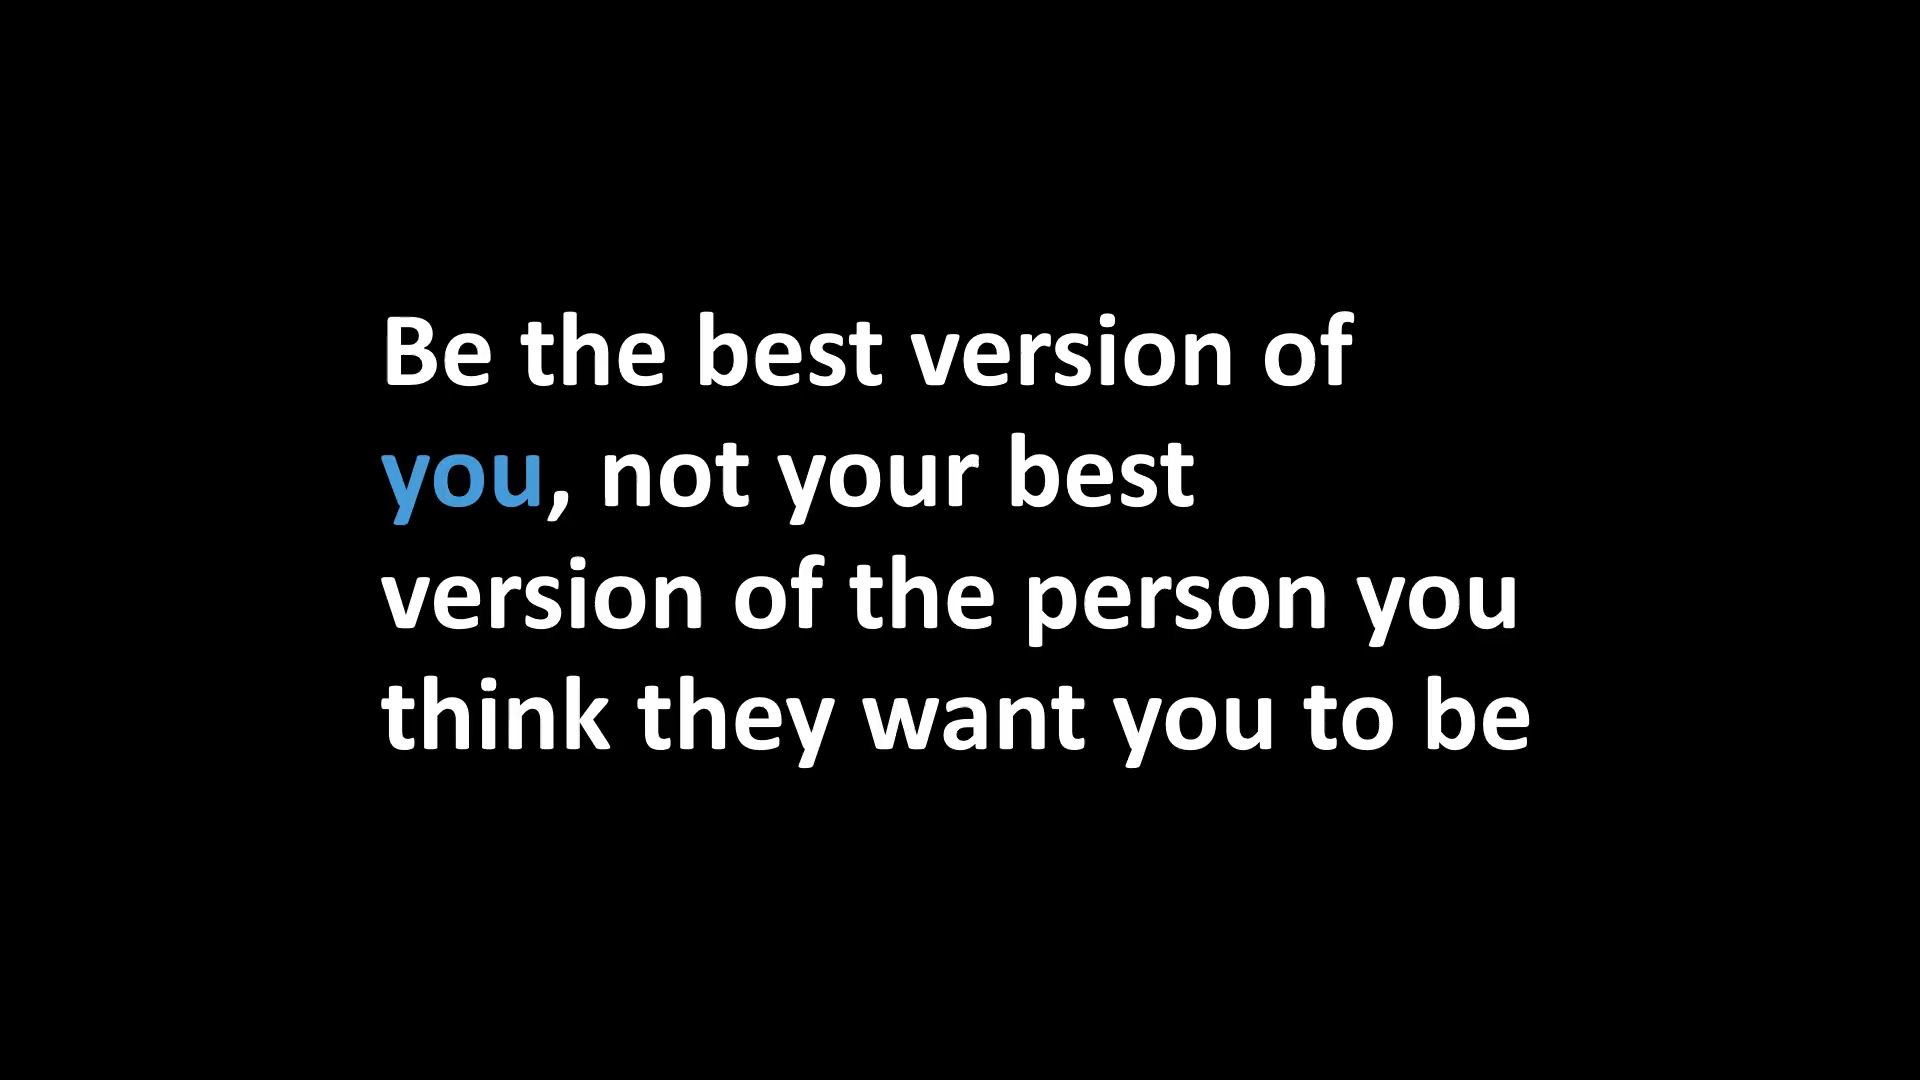 Be the best version of
you, not your best
version of the person you
think they want you to be